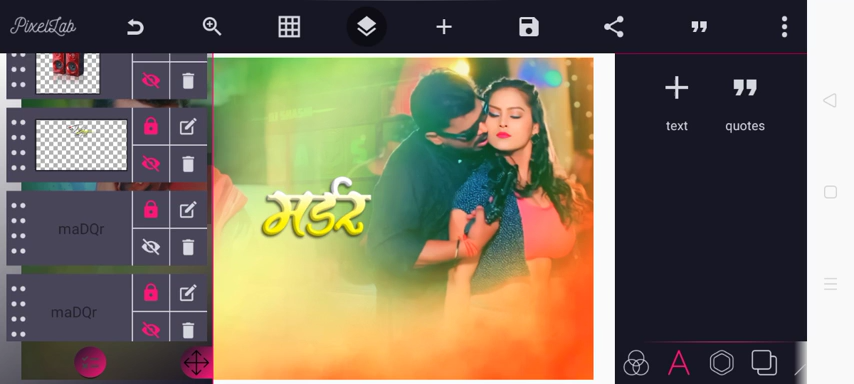 PixelLab
text
quotes
maDQr
maDQr
मर्डर